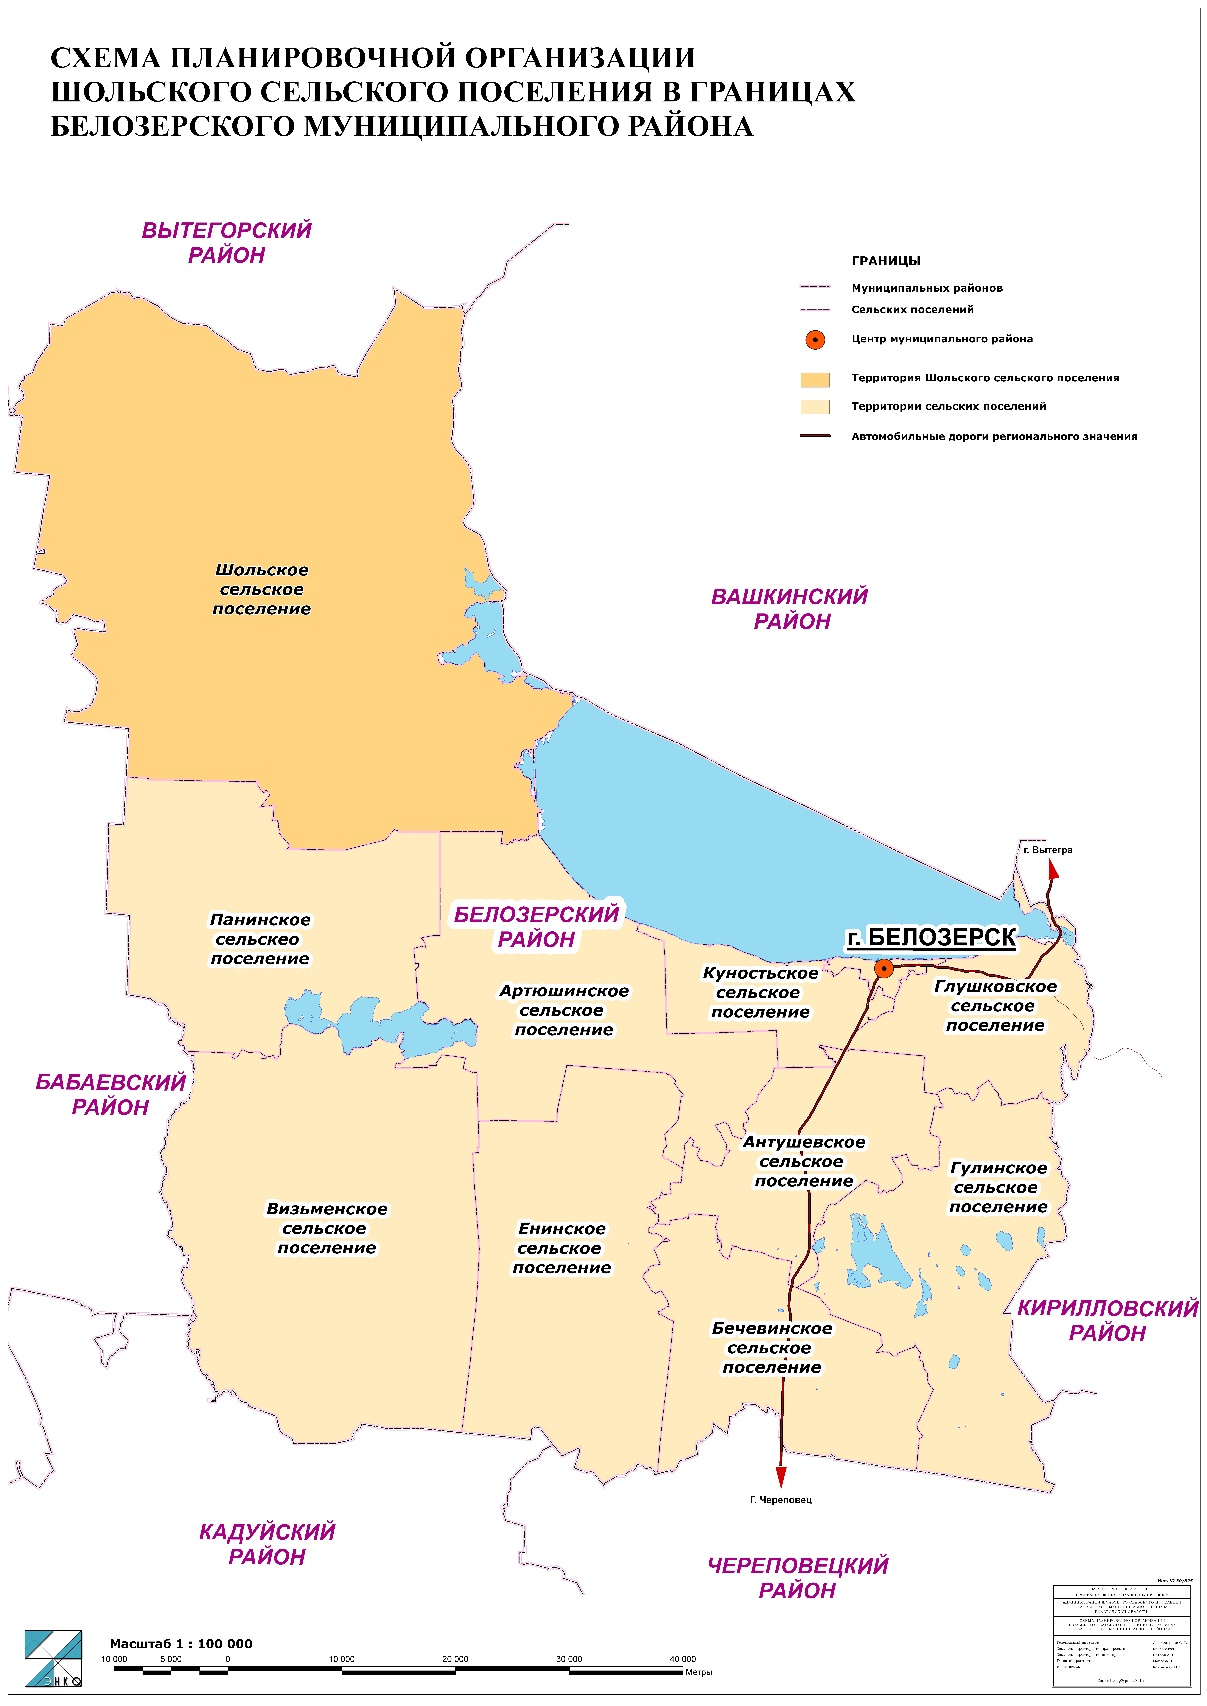 СХЕМА ПЛАНИРОВОЧНОЙ ОРГАНИЗАЦИИ
ШОЛЬСКОГО СЕЛЬСКОГО ПОСЕЛЕНИЯ В ГРАНИЦАХ
БЕЛОЗЕРСКОГО МУНИЦИПАЛЬНОГО РАЙОНА
ВЫТЕГОРСКИЙ
РАЙОН
ГРАНИЦЫ
Муниципальных районов
Сельских поселений
Центр муниципального района
Территория Шольского сельского поселения
Территории сельских поселений
Автомобильные дороги регионального значения
Шольское
сельское
поселение
ВАШКИНСКИЙ
РАЙОН
г. Вытегра
Панинское
сельскео
поселение
БЕЛОЗЕРСКИЙ
РАЙОН
г. БЕЛОЗЕРСК
Артюшинское
сельское
поселение
Куностьское
сельское
поселение
Глушковское
сельское
поселение
БАБАЕВСКИЙ
РАЙОН
Антушевское
сельское
поселение
Гулинское
сельское
поселение
Визьменское
сельское
поселение
Енинское
сельское
поселение
Бечевинское
сельское
поселение
КИРИЛЛОВСКИЙ
РАЙОН
Г. Череповец
КАДУЙСКИЙ
РАЙОН
ЧЕРЕПОВЕЦКИЙ
РАЙОН
Масштаб 1 : 100 000
10 000 5 000 0 10 000 20 000 30 000 40 000
Метры
ЭНКО